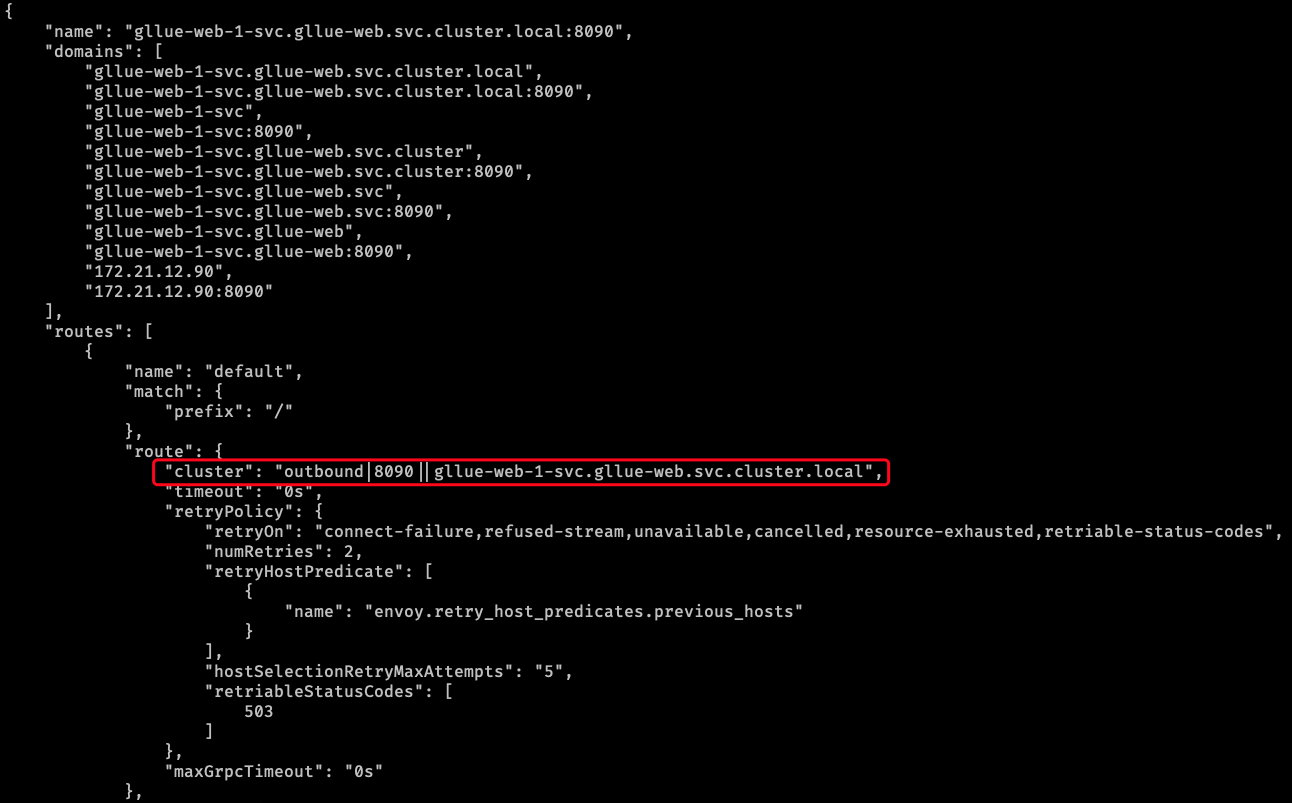 {
    "name": "gllue-web-1-svc.gllue-web.svc.cluster.local:8090",
    "domains": [
        "gllue-web-1-svc.gllue-web.svc.cluster.local",
        "gllue-web-1-svc.gllue-web.svc.cluster.local:8090",
        "gllue-web-1-svc",
        "gllue-web-1-svc:8090",
        "gllue-web-1-svc.gllue-web.svc.cluster",
        "gllue-web-1-svc.gllue-web.svc.cluster:8090",
        "gllue-web-1-svc.gllue-web.svc",
        "gllue-web-1-svc.gllue-web.svc:8090",
        "gllue-web-1-svc.gllue-web",
        "gllue-web-1-svc.gllue-web:8090",
        "172.21.12.90",
        "172.21.12.90:8090"
    ],
    "routes": [
        {
            "name": "default",
            "match": {
                "prefix": "/"
            },
            "route": {
                "cluster": "outbound|8090||gllue-web-1-svc.gllue-web.svc.cluster.local",
                "timeout": "0s",
                "retryPolicy": {
                    "retryOn": "connect-failure,refused-stream,unavailable,cancelled,resource-exhausted,retriable-status-codes",
                    "numRetries": 2,
                    "retryHostPredicate": [
                        {
                            "name": "envoy.retry_host_predicates.previous_hosts"
                        }
                    ],
                    "hostSelectionRetryMaxAttempts": "5",
                    "retriableStatusCodes": [
                        503
                    ]
                },
                "maxGrpcTimeout": "0s"
            },